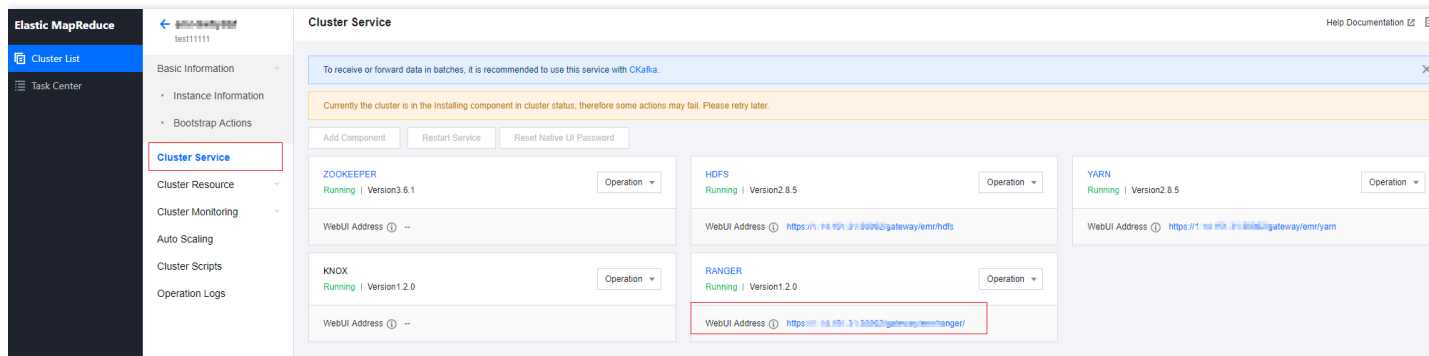 Elastic MapReduce
Cluster List
Task Center
test11111
Basic Information
Instance Information
Bootstrap Actions
Cluster Service
Cluster Resource
Cluster Monitoring
Auto Scaling
Cluster Scripts
Operation Logs
Cluster Service
Help Documentation
To receive or forward data in batches, it is recommended to use this service with CKafka.
Currently the cluster is in the Installing component in cluster status, therefore some actions may fail. Please retry later.
Add Component Restart Service Reset Native UI Password
ZOOKEEPER
Running | Version3.6.1
Operation
WebUI Address --
HDFS
Running | Version2.8.5
Operation
WebUI Address https:// gateway/emr/hdfs
YARN
Running | Version2.8.5
Operation
WebUI Address https:// gateway/emr/yarn
KNOX
Running | Version1.2.0
Operation
WebUI Address --
RANGER
Running | Version1.2.0
Operation
WebUI Address https: ranger/